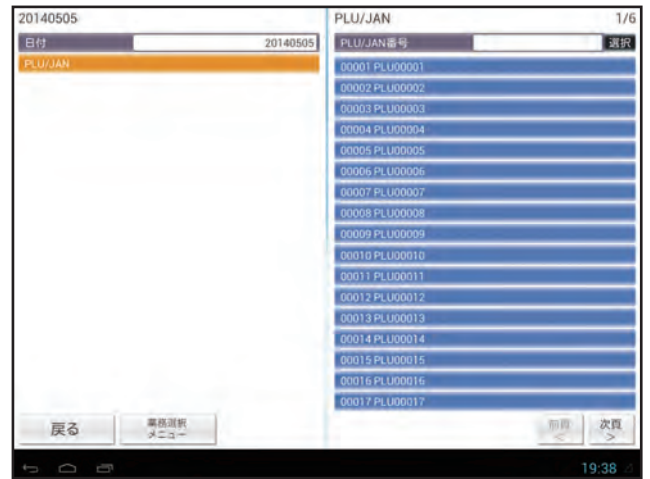 20140505
日付 20140505
PLU/JAN
戻る
業務選択
メニュー
PLU/JAN 1/6
PLU/JAN番号 選択
00001 PLU00001
00002 PLU00002
00003 PLU00003
00004 PLU00004
00005 PLU00005
00006 PLU00006
00007 PLU00007
00008 PLU00008
00009 PLU00009
00010 PLU00010
00011 PLU00011
00012 PLU00012
00013 PLU00013
00014 PLU00014
00015 PLU00015
00016 PLU00016
00017 PLU00017
前頁
<
次頁
>
19:38